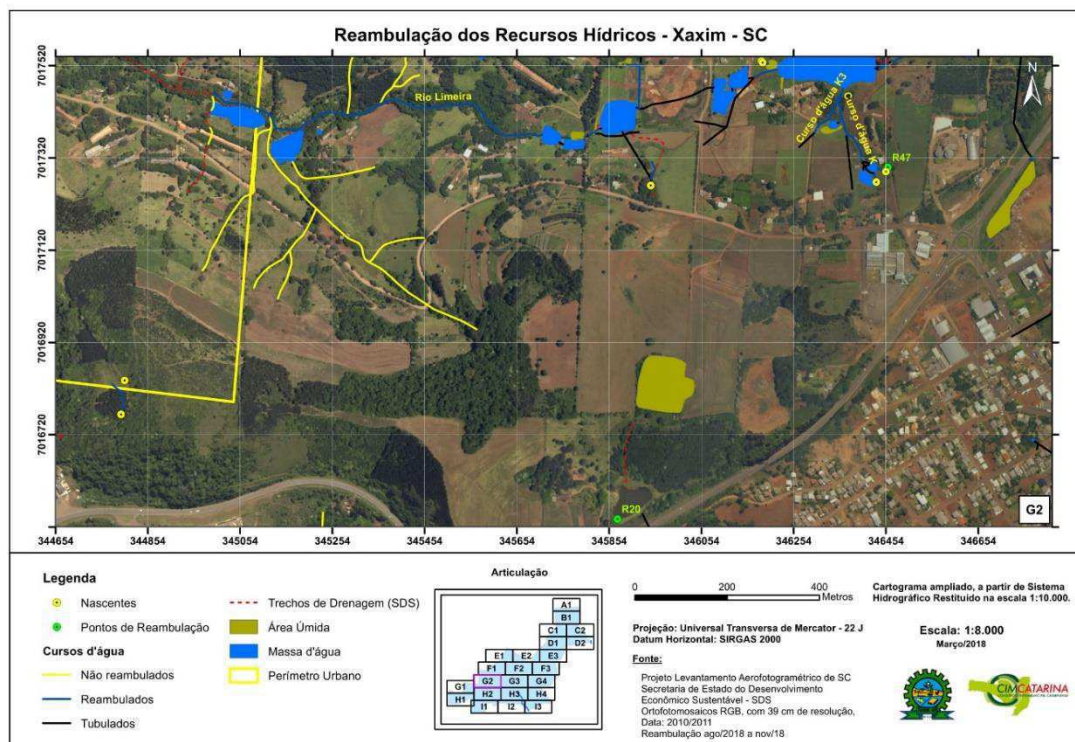 Reambulação dos Recursos Hídricos - Xaxim - SC
7017520
7017320
7017120
7016920
7016720
N
Rio Limeira
Curso d'água K3
Curso d'água K
R47
R20
G2
344654
344854
345054
345254
345454
345654
345854
346054
346254
346454
346654
Legenda
Nascentes
Pontos de Reambulação
Cursos d'água
Não reambulados
Reambulados
Tubulados
Trechos de Drenagem (SDS)
Área Úmida
Massa d'água
Perímetro Urbano
Articulação
A1
B1
C1 C2
D1 D2
E1 E2 E3
F1 F2 F3
G1 G2 G3 G4
H1 H2 H3 H4
I1 I2 I3
0 200 400
Metros
Projeção: Universal Transversa de Mercator - 22 J
Datum Horizontal: SIRGAS 2000
Fonte:
Projeto Levantamento Aerofotogramétrico de SC
Secretaria de Estado do Desenvolvimento
Econômico Sustentável - SDS
Ortofotomosaicos RGB, com 39 cm de resolução,
Data: 2010/2011
Reambulação ago/2018 a nov/18
Cartograma ampliado, a partir de Sistema
Hidrográfico Restituido na escala 1:10.000.
Escala: 1:8.000
Março/2018
CIMCATARINA